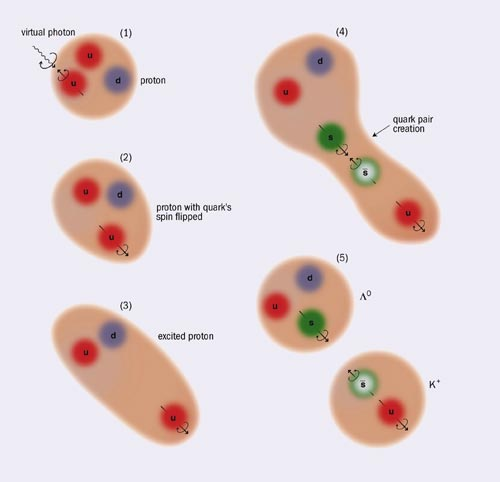 virtual photon
(1)
u
u
d
proton
(2)
u
d
u
proton with quark's
spin flipped
(3)
d
u
excited proton
u
(4)
d
u
s
quark pair
creation
s̄
u
(5)
d
u
s
Λ⁰
s̄
u
K⁺